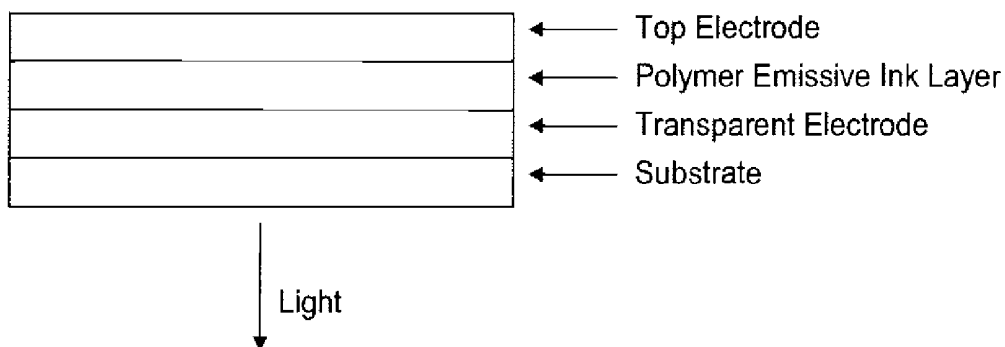 Top Electrode
Polymer Emissive Ink Layer
Transparent Electrode
Substrate
Light